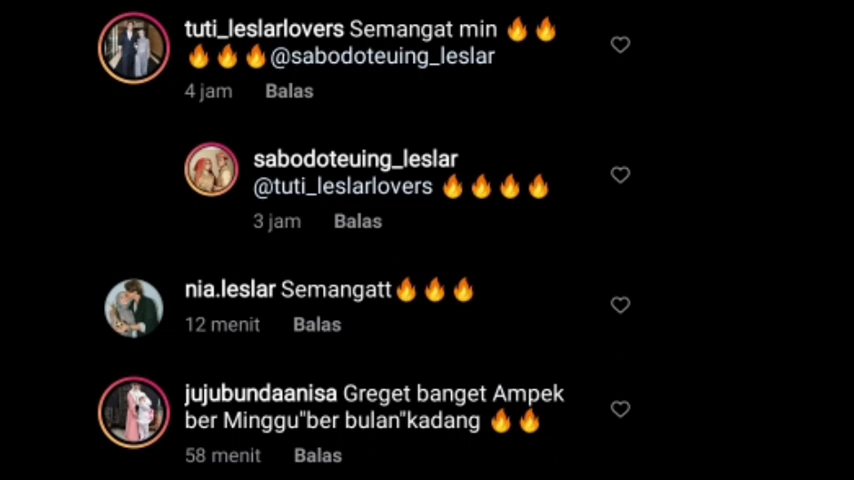 tuti_leslarlovers Semangat min 🔥🔥
🔥🔥🔥@sabodoteuing_leslar
4 jam Balas
sabodoteuing_leslar
@tuti_leslarlovers 🔥🔥🔥🔥
3 jam Balas
nia.leslar Semangatt🔥🔥🔥
12 menit Balas
jujubundaanisa Greget banget Ampek
ber Minggu"ber bulan"kadang 🔥🔥
58 menit Balas